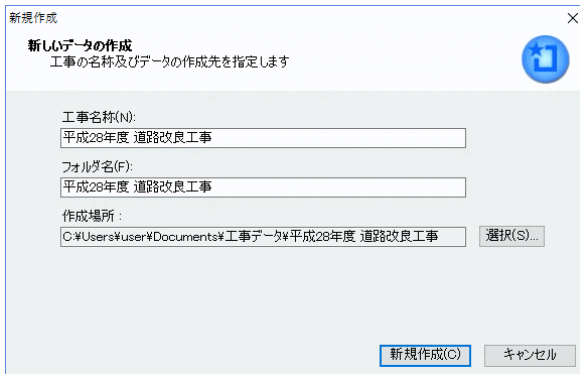 新規作成
新しいデータの作成
工事の名称及びデータの作成先を指定します
工事名称(N):
平成28年度 道路改良工事
フォルダ名(F):
平成28年度 道路改良工事
作成場所 :
C:¥Users¥user¥Documents¥工事データ¥平成28年度 道路改良工事
選択(S)...
新規作成(C)
キャンセル